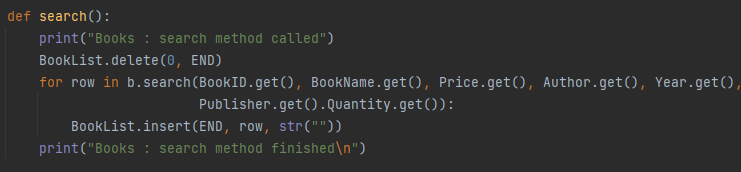 def search():
    print("Books : search method called")
    BookList.delete(0, END)
    for row in b.search(BookID.get(), BookName.get(), Price.get(), Author.get(), Year.get(),
                        Publisher.get().Quantity.get()):
        BookList.insert(END, row, str(""))
    print("Books : search method finished\n")